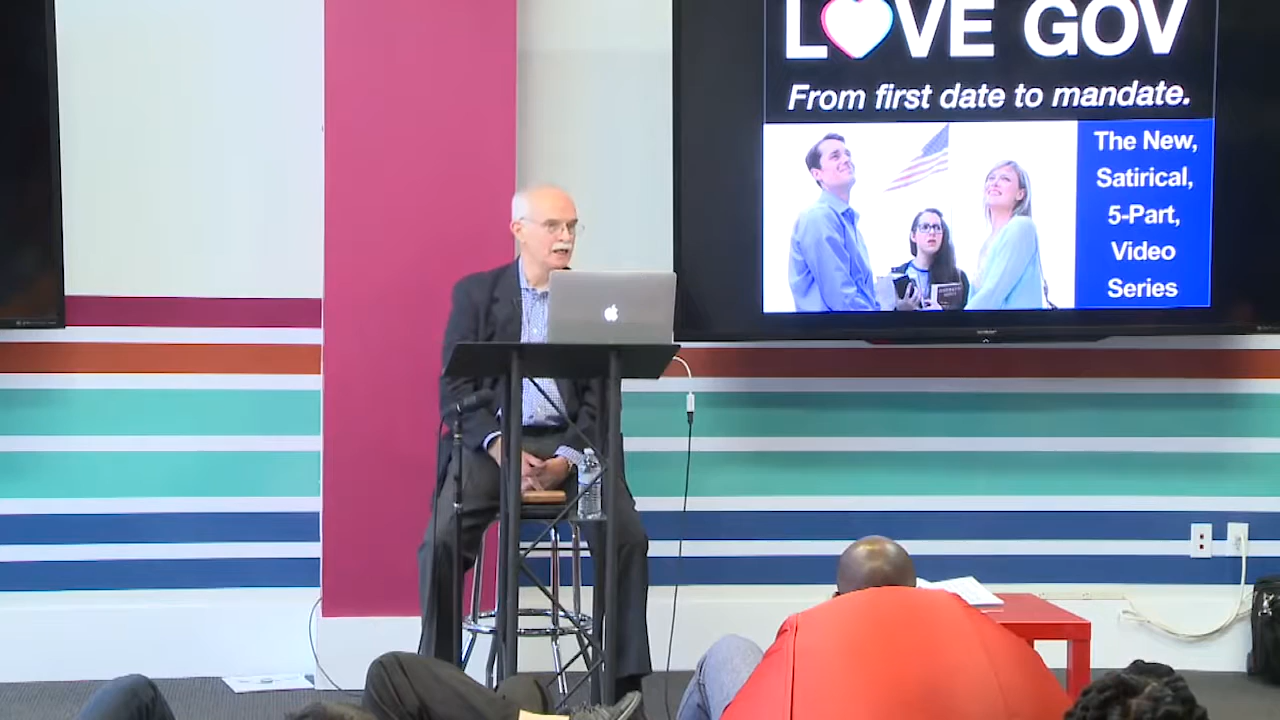 LOVE GOV
From first date to mandate.
The New,
Satirical,
5-Part,
Video
Series